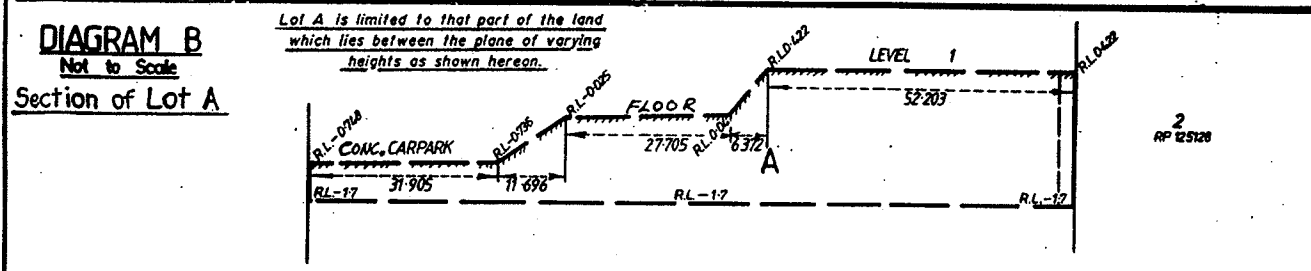 DIAGRAM B
Not to Scale
Section of Lot A
Lot A is limited to that part of the land
which lies between the plane of varying
heights as shown hereon.
R.L-0·748
CONC. CARPARK
R.L-0·736
R.L-0·025
FLOOR
R.L.0·422
LEVEL 1
R.L.0·422
31·905
11·696
27·705
6·372
52·203
A
R.L.-1·7
R.L.-1·7
R.L.-1·7
2
RP 125128